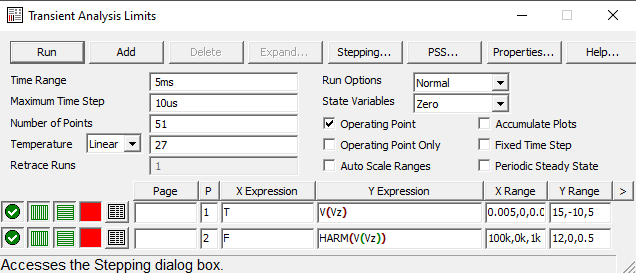 Transient Analysis Limits
Run Add Delete Expand... Stepping... PSS... Properties... Help...
Time Range 5ms Run Options Normal
Maximum Time Step 10us State Variables Zero
Number of Points 51 Operating Point Accumulate Plots
Temperature Linear 27 Operating Point Only Fixed Time Step
Retrace Runs 1 Auto Scale Ranges Periodic Steady State
Page P X Expression Y Expression X Range Y Range >
1 T V(Vz) 0.005,0,0.0 15,-10,5
2 F HARM(V(Vz)) 100k,0k,1k 12,0,0.5
Accesses the Stepping dialog box.